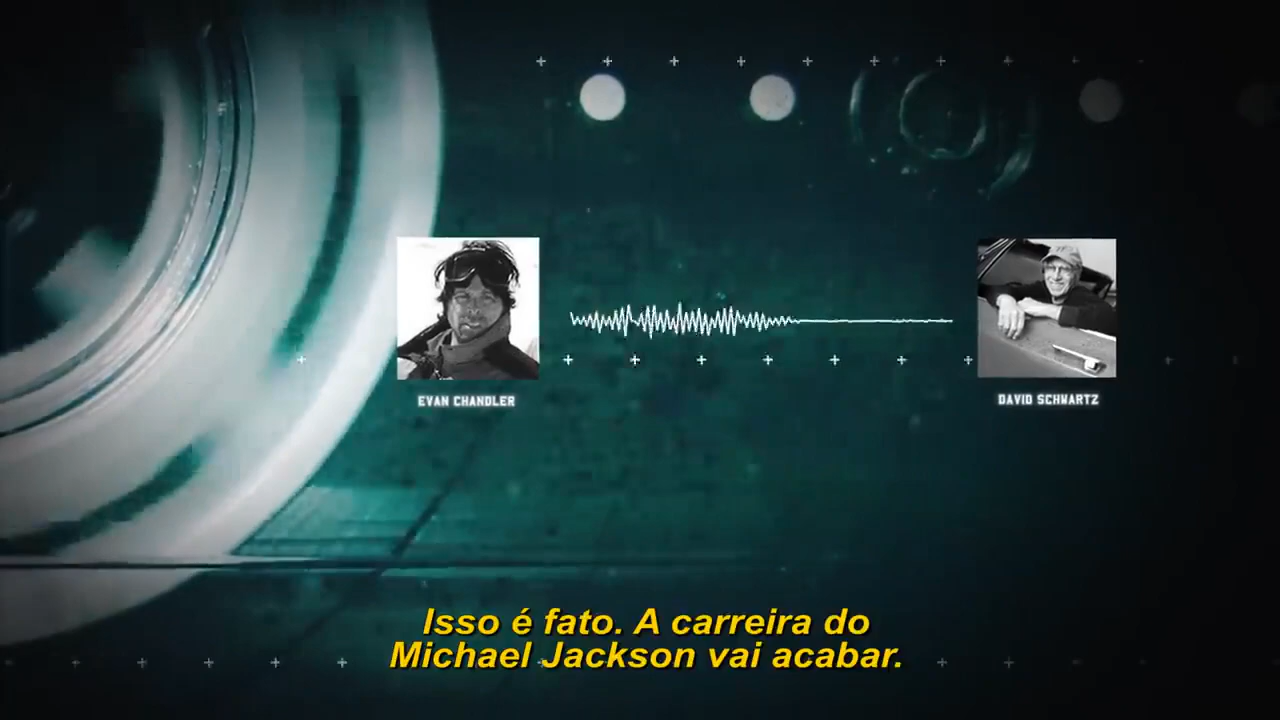 EVAN CHANDLER
DAVID SCHWARTZ
Isso é fato. A carreira do
Michael Jackson vai acabar.